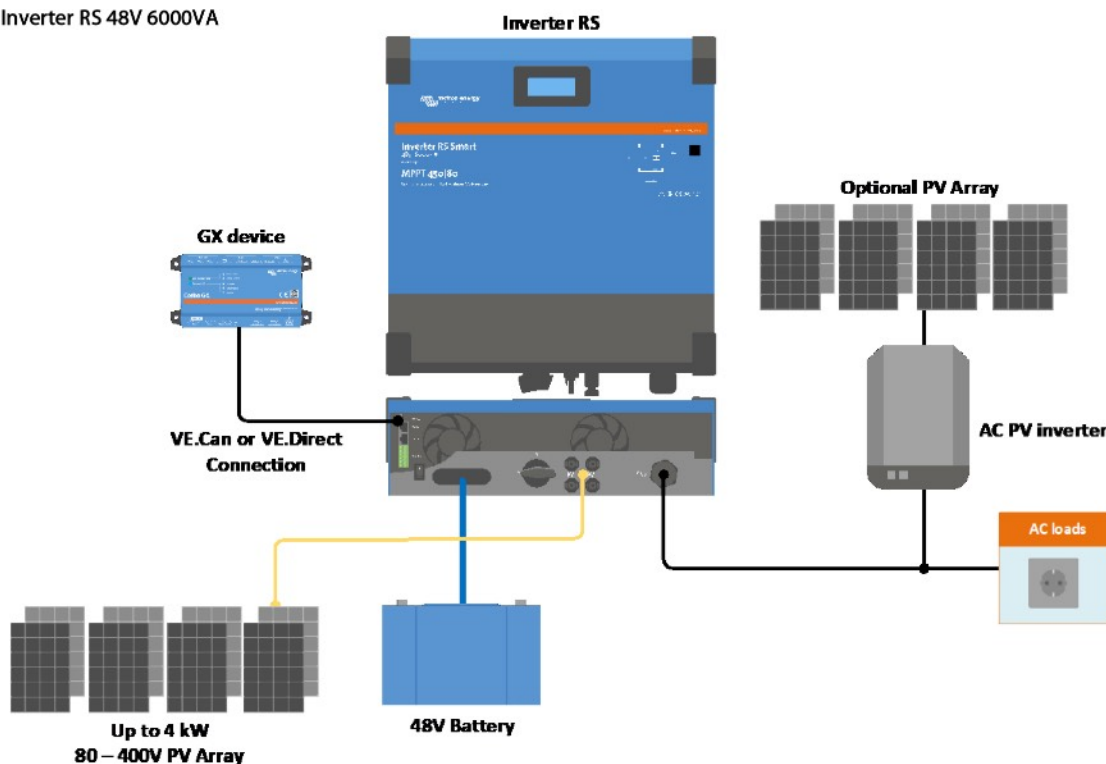 Inverter RS 48V 6000VA
Inverter RS
Inverter RS Smart
MPPT 450|80
Optional PV Array
GX device
VE.Can or VE.Direct
Connection
AC PV inverter
AC loads
48V Battery
Up to 4 kW
80 – 400V PV Array